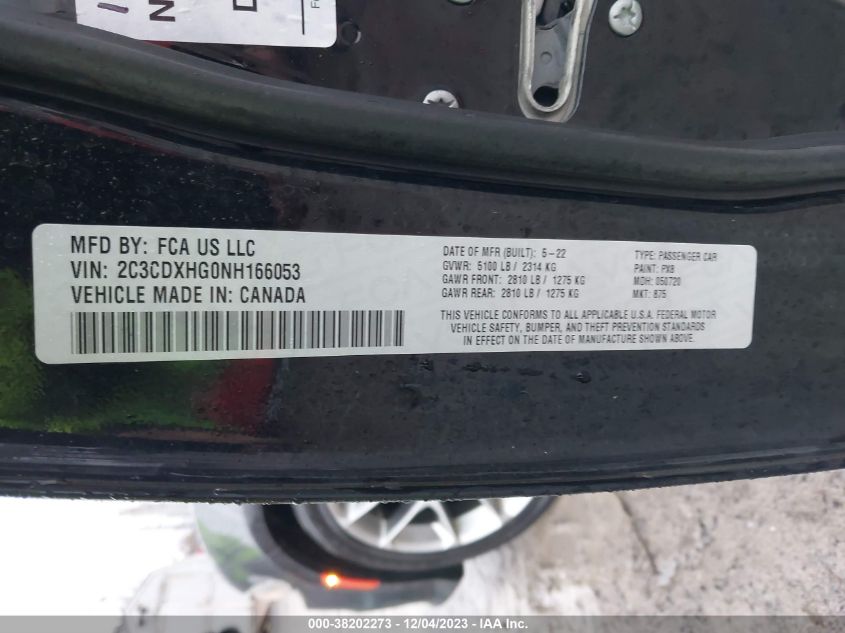 MFD BY: FCA US LLC
VIN: 2C3CDXHG0NH166053
VEHICLE MADE IN: CANADA
DATE OF MFR (BUILT): 5-22
GVWR: 5100 LB / 2314 KG
GAWR FRONT: 2810 LB / 1275 KG
GAWR REAR: 2810 LB / 1275 KG
TYPE: PASSENGER CAR
PAINT: PX8
MDH: 050720
MKT: 875
THIS VEHICLE CONFORMS TO ALL APPLICABLE U.S.A. FEDERAL MOTOR
VEHICLE SAFETY, BUMPER, AND THEFT PREVENTION STANDARDS
IN EFFECT ON THE DATE OF MANUFACTURE SHOWN ABOVE.
000-38202273 - 12/04/2023 - IAA Inc.